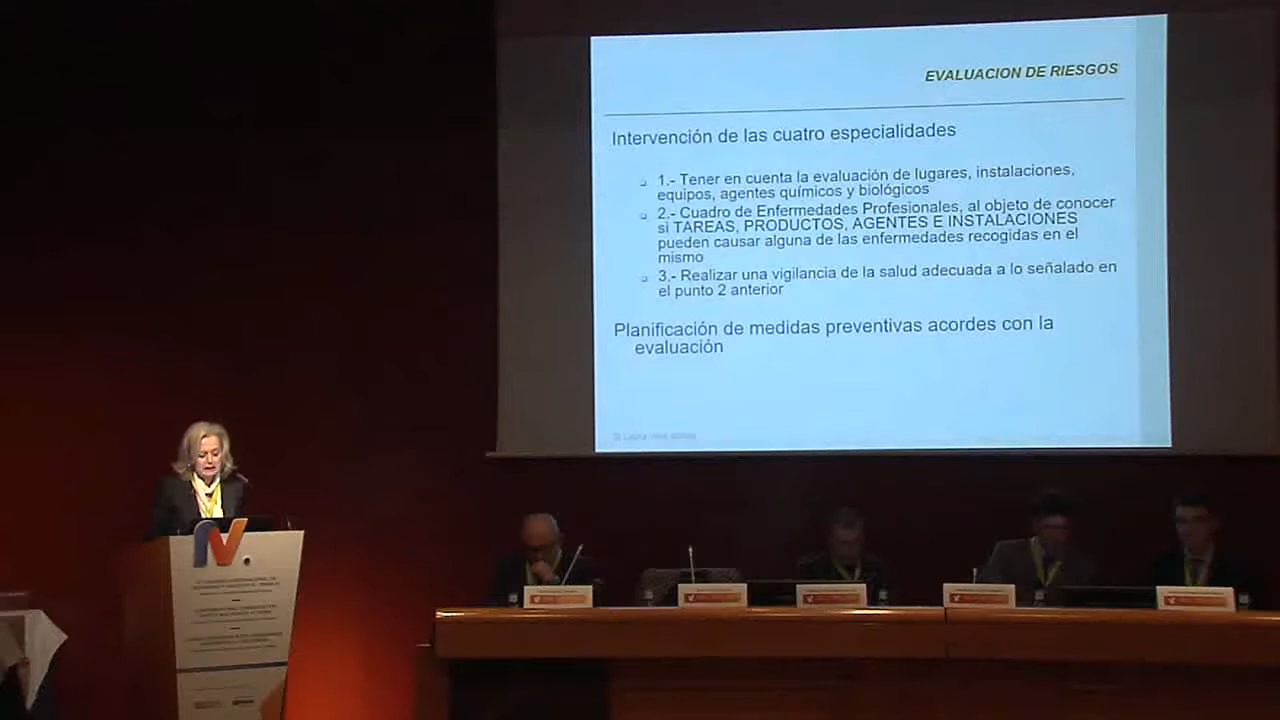 EVALUACION DE RIESGOS
Intervención de las cuatro especialidades
1.- Tener en cuenta la evaluación de lugares, instalaciones,
equipos, agentes químicos y biológicos
2.- Cuadro de Enfermedades Profesionales, al objeto de conocer
si TAREAS, PRODUCTOS, AGENTES E INSTALACIONES
pueden causar alguna de las enfermedades recogidas en el
mismo
3.- Realizar una vigilancia de la salud adecuada a lo señalado en
el punto 2 anterior
Planificación de medidas preventivas acordes con la
evaluación